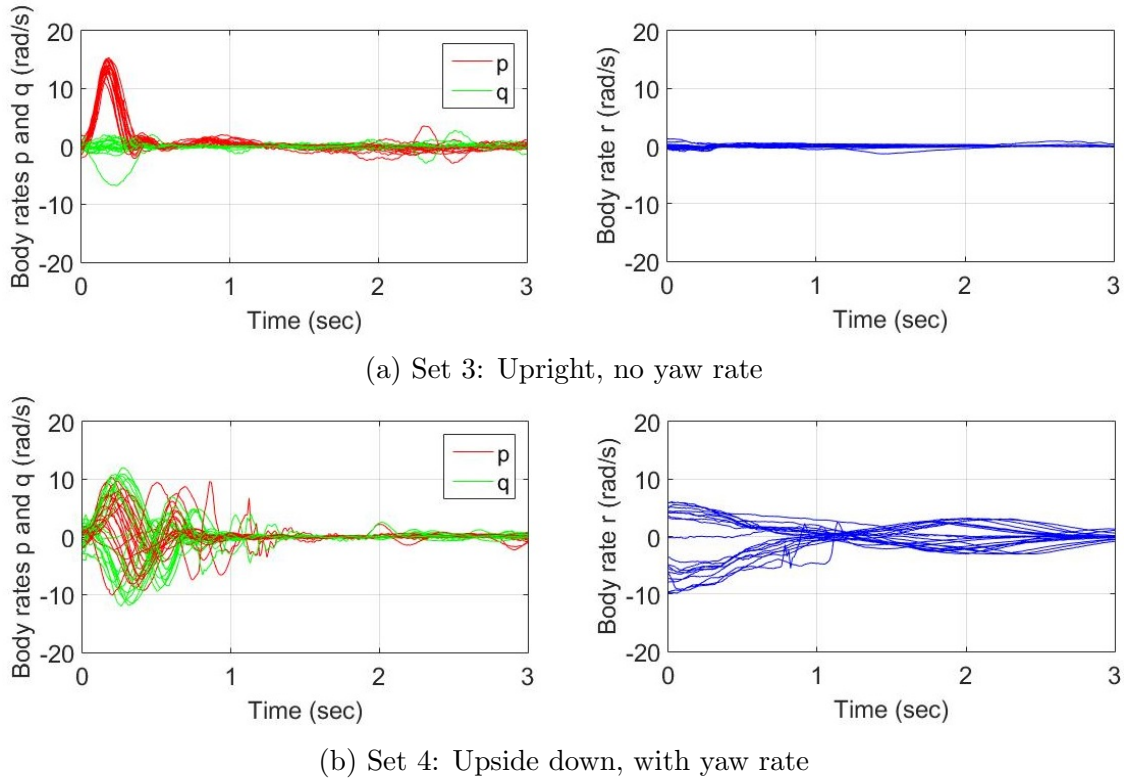 20
10
0
-10
-20
Body rates p and q (rad/s)
p
q
0 1 2 3
Time (sec)
20
10
0
-10
-20
Body rate r (rad/s)
0 1 2 3
Time (sec)
(a) Set 3: Upright, no yaw rate
20
10
0
-10
-20
Body rates p and q (rad/s)
p
q
0 1 2 3
Time (sec)
20
10
0
-10
-20
Body rate r (rad/s)
0 1 2 3
Time (sec)
(b) Set 4: Upside down, with yaw rate